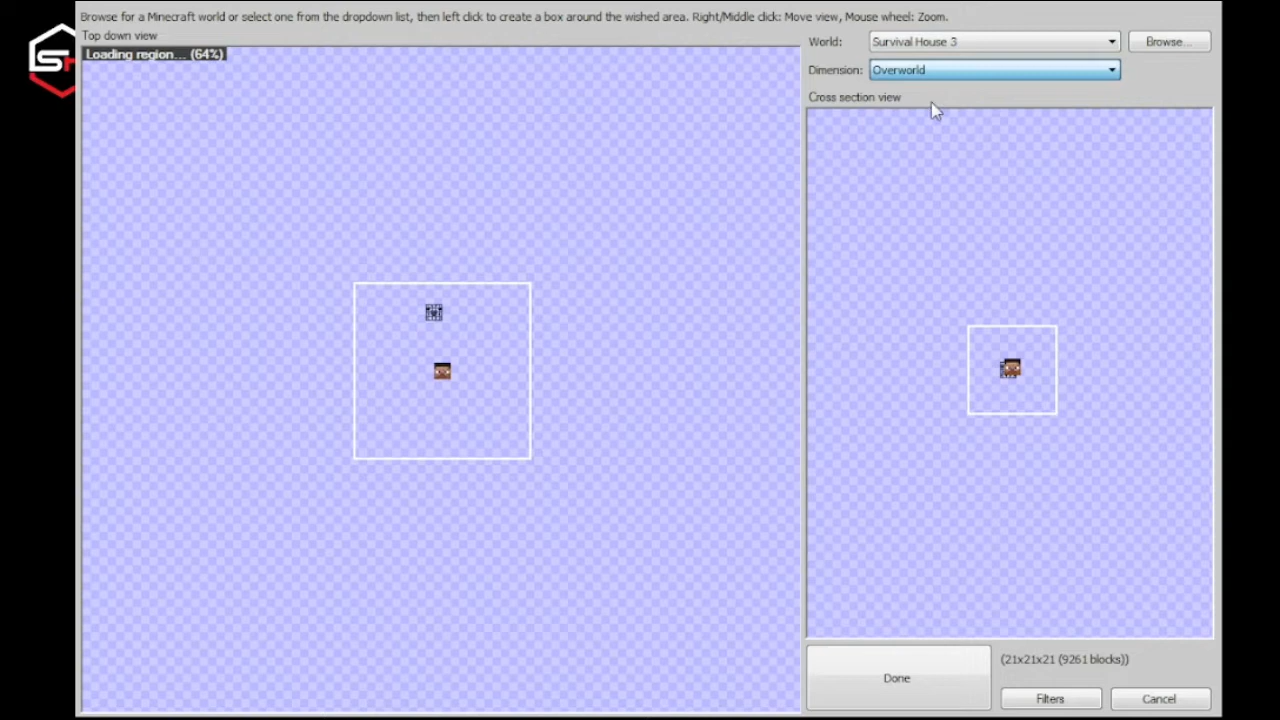 Browse for a Minecraft world or select one from the dropdown list, then left click to create a box around the wished area. Right/Middle click: Move view, Mouse wheel: Zoom.
Top down view
Loading region... (64%)
World:
Survival House 3
Browse...
Dimension:
Overworld
Cross section view
Done
(21x21x21 (9261 blocks))
Filters
Cancel